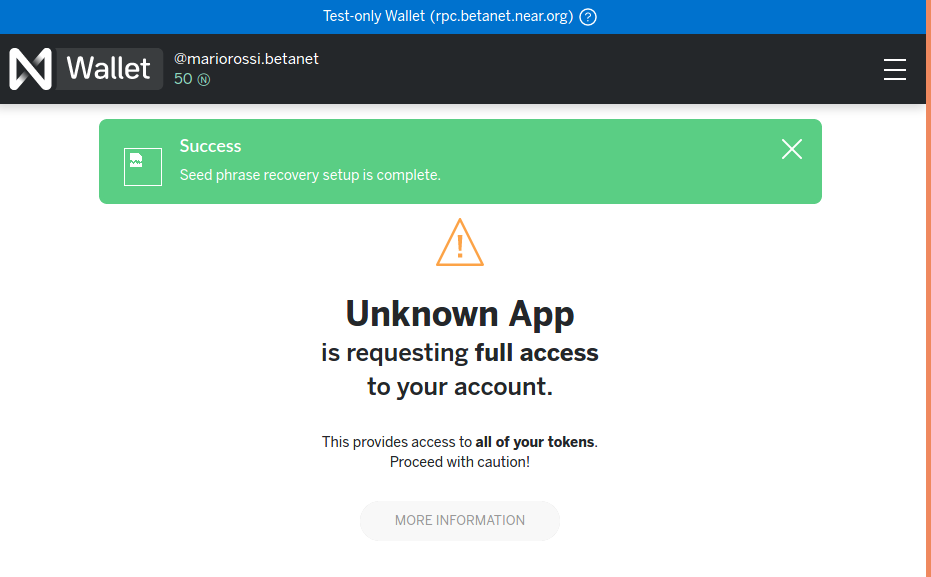 Test-only Wallet (rpc.betanet.near.org) ?
Wallet
@mariorossi.betanet
50 N
Success
Seed phrase recovery setup is complete.
!
Unknown App
is requesting full access
to your account.
This provides access to all of your tokens.
Proceed with caution!
MORE INFORMATION